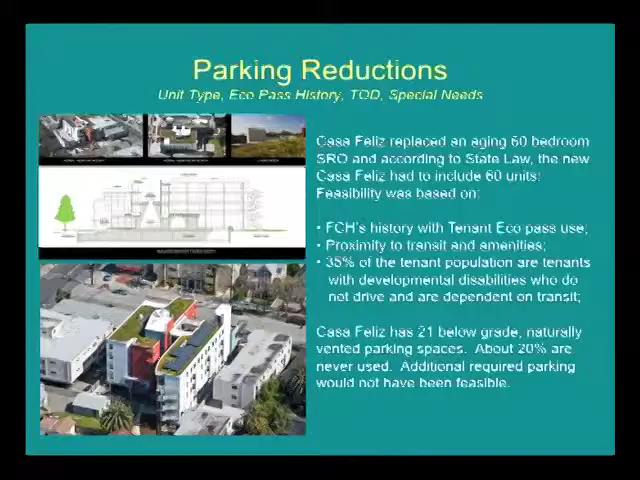 Parking Reductions
Unit Type, Eco Pass History, TOD, Special Needs
Casa Feliz replaced an aging 60 bedroom
SRO and according to State Law, the new
Casa Feliz had to include 60 units.
Feasibility was based on:
• FCH's history with Tenant Eco pass use;
• Proximity to transit and amenities;
• 35% of the tenant population are tenants
with developmental disabilities who do
not drive and are dependent on transit;
Casa Feliz has 21 below grade, naturally
vented parking spaces. About 20% are
never used. Additional required parking
would not have been feasible.